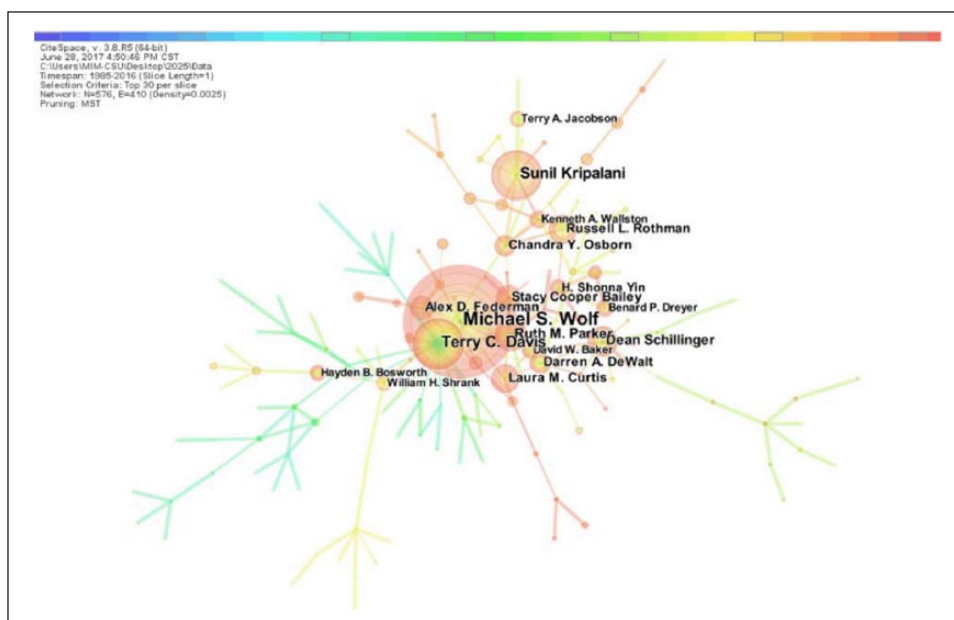 CiteSpace, v. 3.8.R5 (64-bit)
June 28, 2017 4:50:46 PM CST
C:\Users\MIM-CSU\Desktop\2025\Data
Timespan: 1985-2016 (Slice Length=1)
Selection Criteria: Top 30 per slice
Network: N=576, E=410 (Density=0.0025)
Pruning: MST
Terry A. Jacobson
Sunil Kripalani
Kenneth A. Wallston
Russell L. Rothman
Chandra Y. Osborn
H. Shonna Yin
Stacy Cooper Bailey
Alex D. Federman
Benard P. Dreyer
Michael S. Wolf
Ruth M. Parker
Terry C. Davis
Dean Schillinger
David W. Baker
Darren A. DeWalt
Hayden B. Bosworth
Laura M. Curtis
William H. Shrank